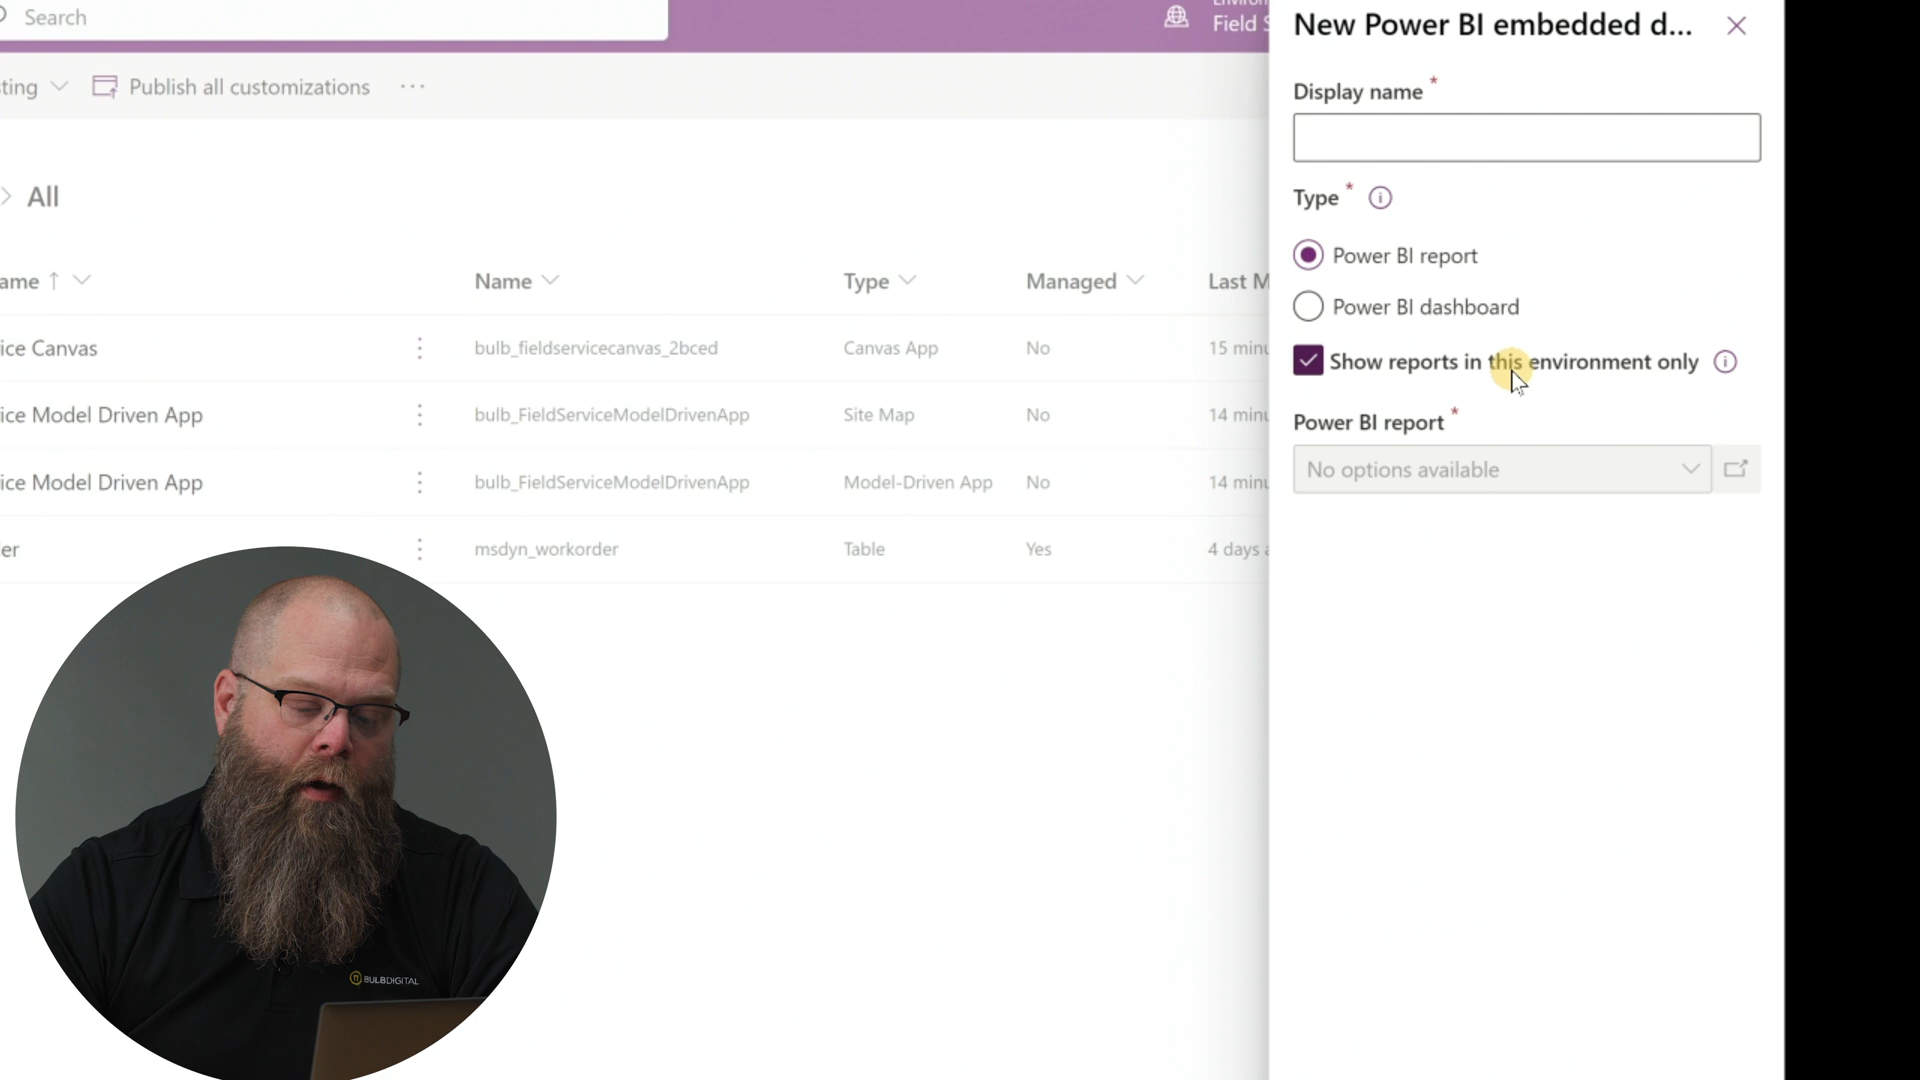 Search
Field S
ting
Publish all customizations
···
All
ame ↑
Name
Type
Managed
Last M
ice Canvas
bulb_fieldservicecanvas_2bced
Canvas App
No
15 minu
ice Model Driven App
bulb_FieldServiceModelDrivenApp
Site Map
No
14 minu
ice Model Driven App
bulb_FieldServiceModelDrivenApp
Model-Driven App
No
14 minu
er
msdyn_workorder
Table
Yes
4 days a
New Power BI embedded d...
Display name *
Type *
Power BI report
Power BI dashboard
Show reports in this environment only
Power BI report *
No options available
BULBDIGITAL